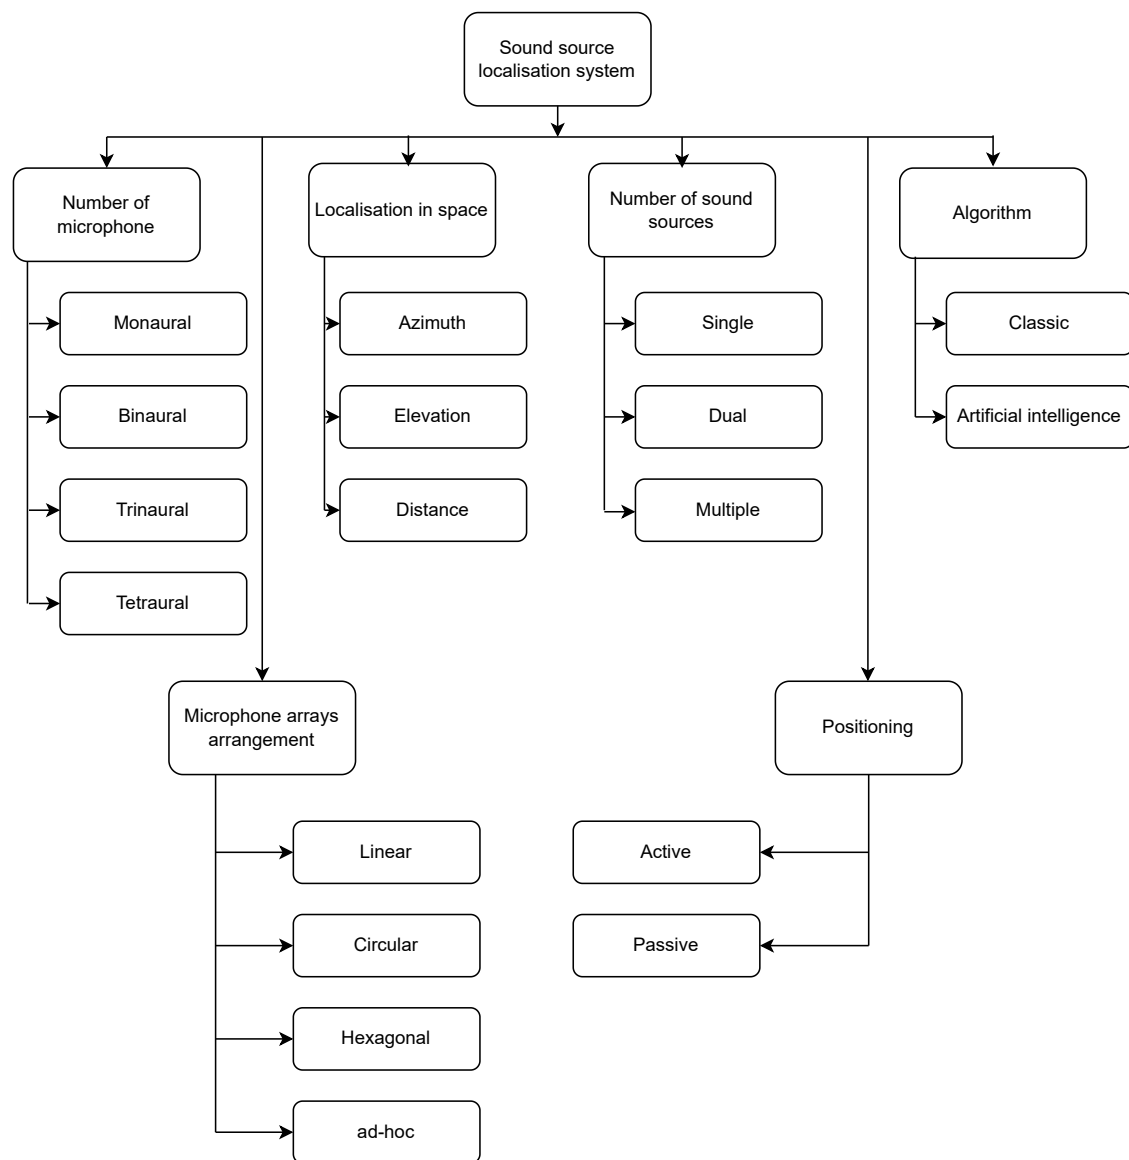 Sound source
localisation system
Number of
microphone
Localisation in space
Number of sound
sources
Algorithm
Monaural
Azimuth
Single
Classic
Binaural
Elevation
Dual
Artificial intelligence
Trinaural
Distance
Multiple
Tetraural
Microphone arrays
arrangement
Positioning
Linear
Active
Circular
Passive
Hexagonal
ad-hoc